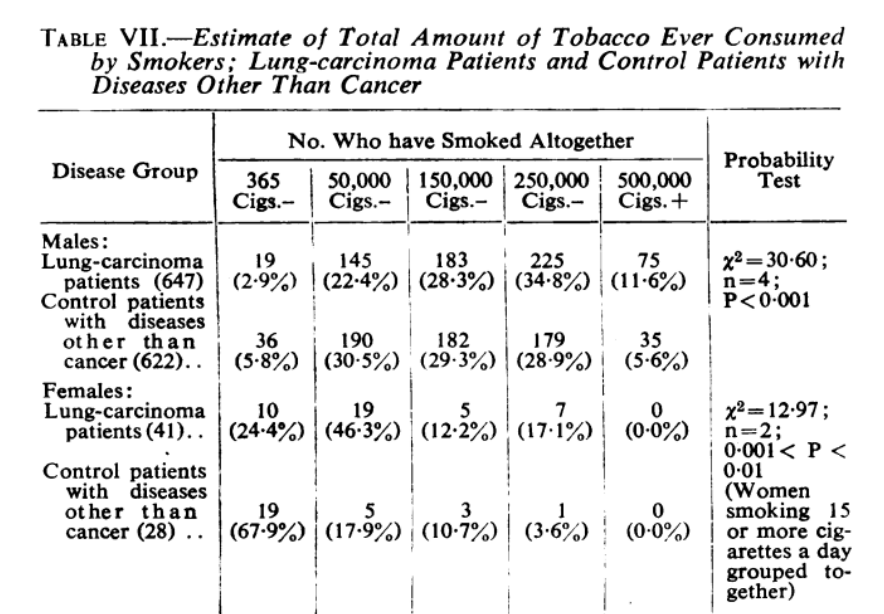 TABLE VII.—Estimate of Total Amount of Tobacco Ever Consumed
by Smokers; Lung-carcinoma Patients and Control Patients with
Diseases Other Than Cancer
Disease Group
No. Who have Smoked Altogether
Probability
Test
365 50,000 150,000 250,000 500,000
Cigs.– Cigs.– Cigs.– Cigs.– Cigs.+
Males:
Lung-carcinoma 19 145 183 225 75 χ²=30·60;
patients (647) (2·9%) (22·4%) (28·3%) (34·8%) (11·6%) n=4;
Control patients P<0·001
with diseases
other than 36 190 182 179 35
cancer (622).. (5·8%) (30·5%) (29·3%) (28·9%) (5·6%)
Females:
Lung-carcinoma 10 19 5 7 0 χ²=12·97;
patients (41).. (24·4%) (46·3%) (12·2%) (17·1%) (0·0%) n=2;
0·001< P <
Control patients 0·01
with diseases (Women
other than 19 5 3 1 0 smoking 15
cancer (28) .. (67·9%) (17·9%) (10·7%) (3·6%) (0·0%) or more cig-
arettes a day
grouped to-
gether)